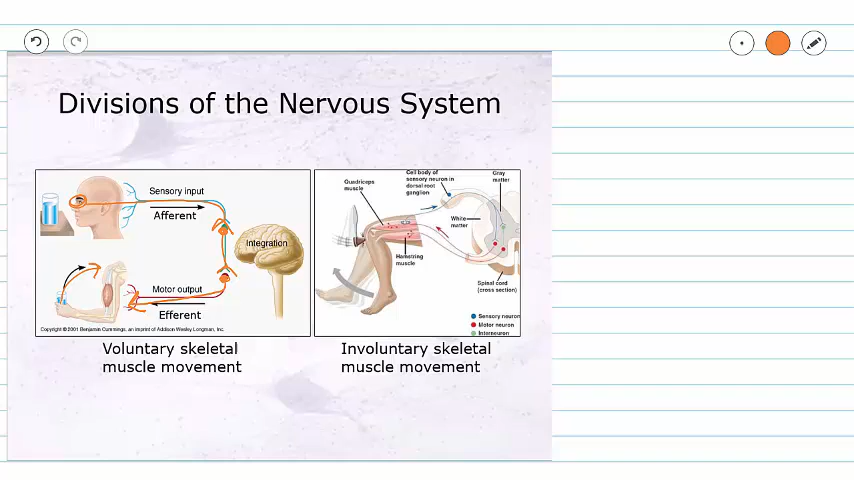 Divisions of the Nervous System
Sensory input
Afferent
Integration
Motor output
Efferent
Copyright © 2001 Benjamin Cummings, an imprint of Addison Wesley Longman, Inc.
Voluntary skeletal
muscle movement
Quadriceps
muscle
Cell body of
sensory neuron in
dorsal root
ganglion
Gray
matter
White
matter
Hamstring
muscle
Spinal cord
(cross section)
Sensory neuron
Motor neuron
Interneuron
Involuntary skeletal
muscle movement